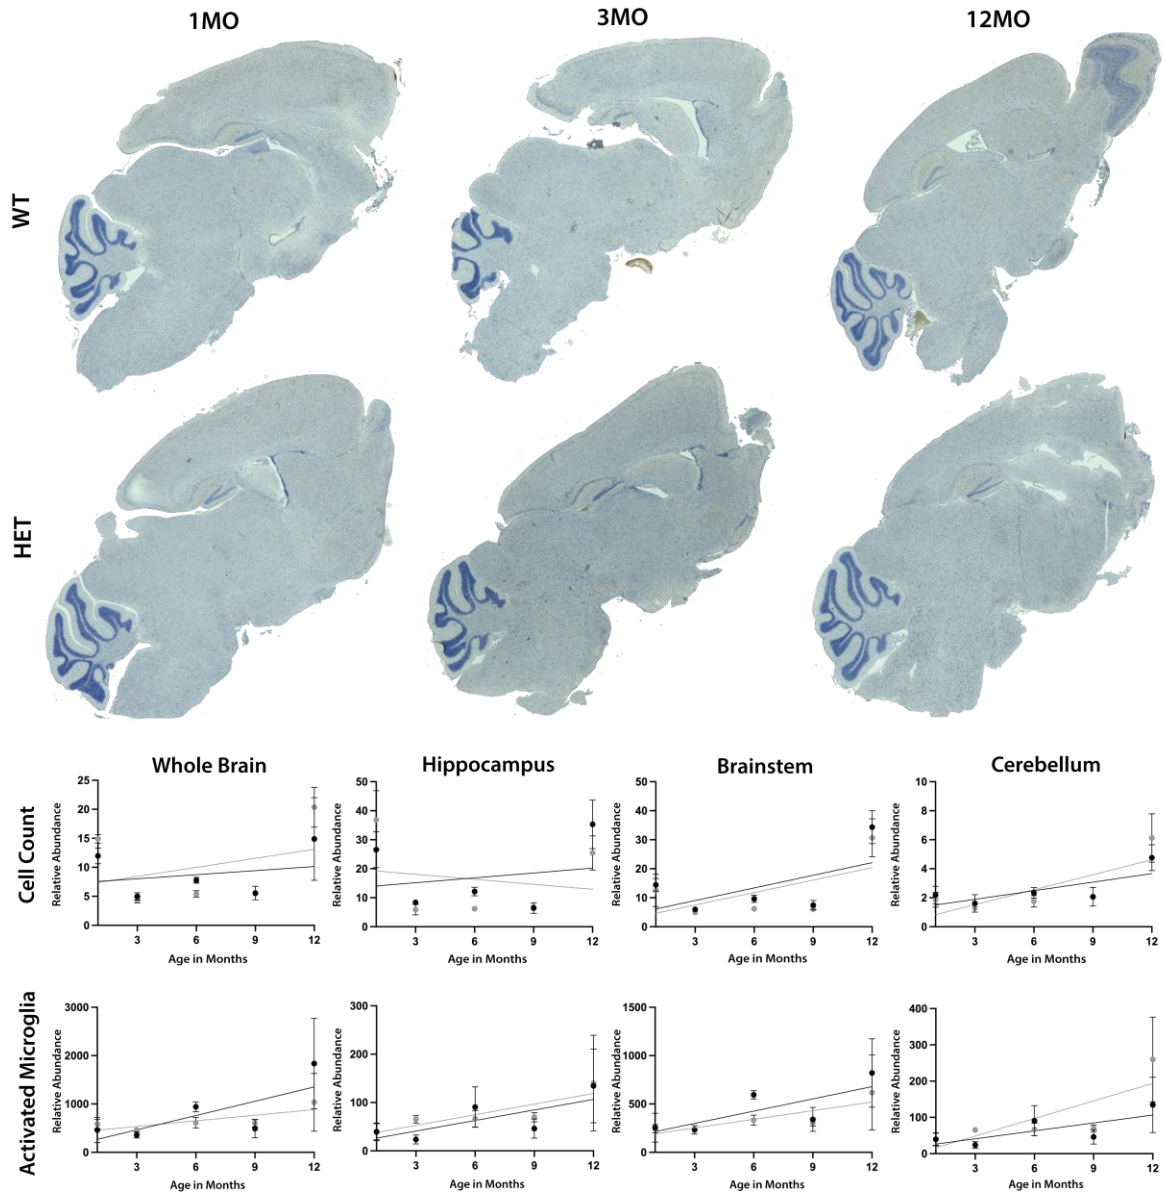 1MO 3MO 12MO
WT
HET
Whole Brain Hippocampus Brainstem Cerebellum
Cell Count
Relative Abundance
25
20
15
10
5
0
3 6 9 12
Age in Months
Relative Abundance
50
40
30
20
10
0
3 6 9 12
Age in Months
Relative Abundance
50
40
30
20
10
0
3 6 9 12
Age in Months
Relative Abundance
10
8
6
4
2
0
3 6 9 12
Age in Months
Activated Microglia
Relative Abundance
3000
2000
1000
0
3 6 9 12
Age in Months
Relative Abundance
300
200
100
0
3 6 9 12
Age in Months
Relative Abundance
1500
1000
500
0
3 6 9 12
Age in Months
Relative Abundance
400
300
200
100
0
3 6 9 12
Age in Months